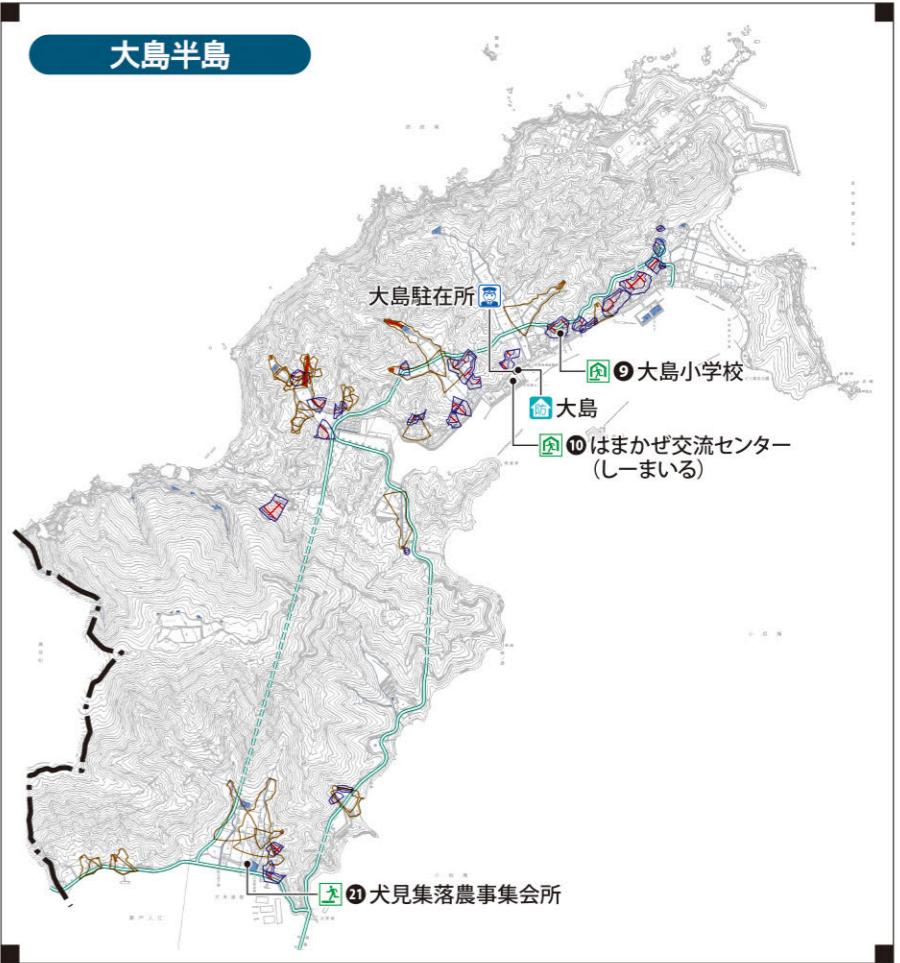 大島半島
大島駐在所
❾大島小学校
防
大島
❿はまかぜ交流センター
(しーまいる)
㉑犬見集落農事集会所